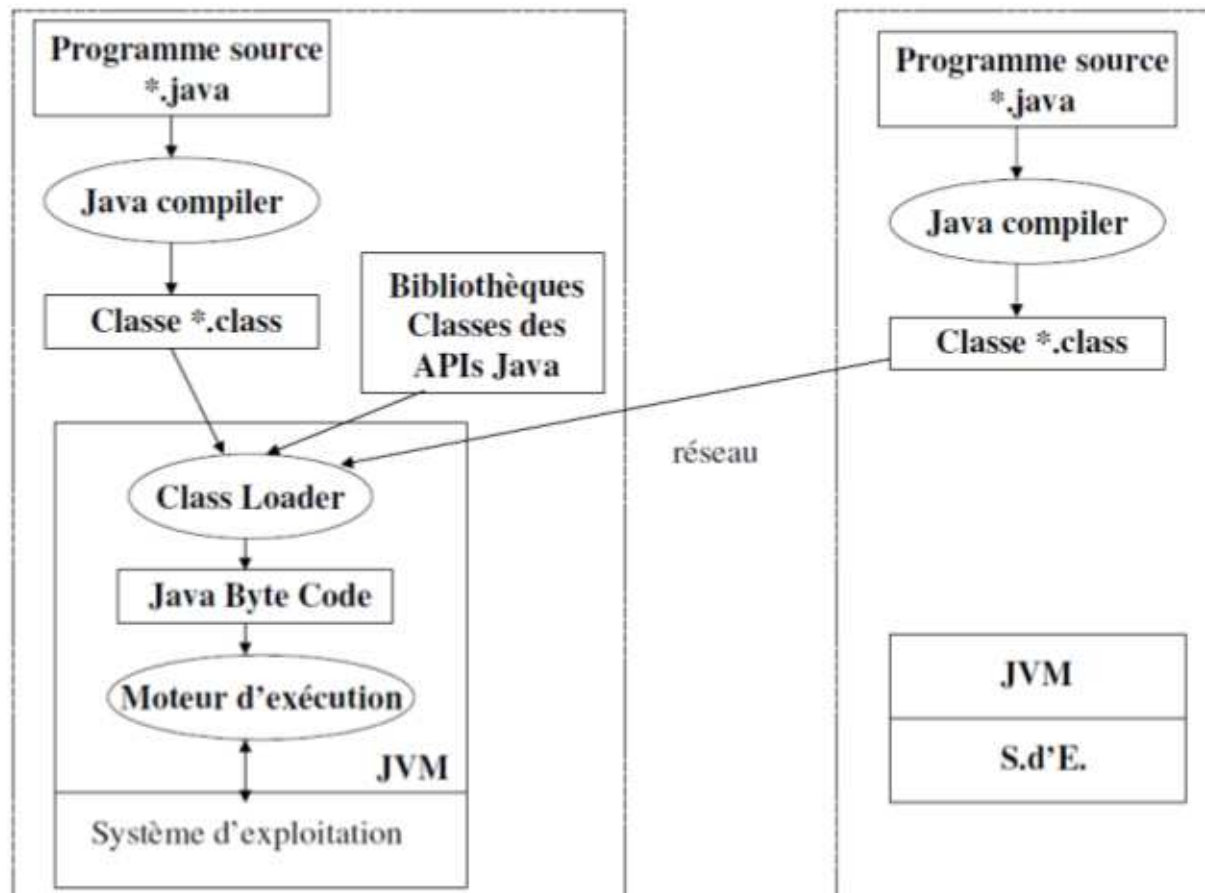 Programme source
*.java
Java compiler
Classe *.class
Bibliothèques
Classes des
APIs Java
Class Loader
Java Byte Code
Moteur d'exécution
JVM
Système d'exploitation
réseau
Programme source
*.java
Java compiler
Classe *.class
JVM
S.d'E.